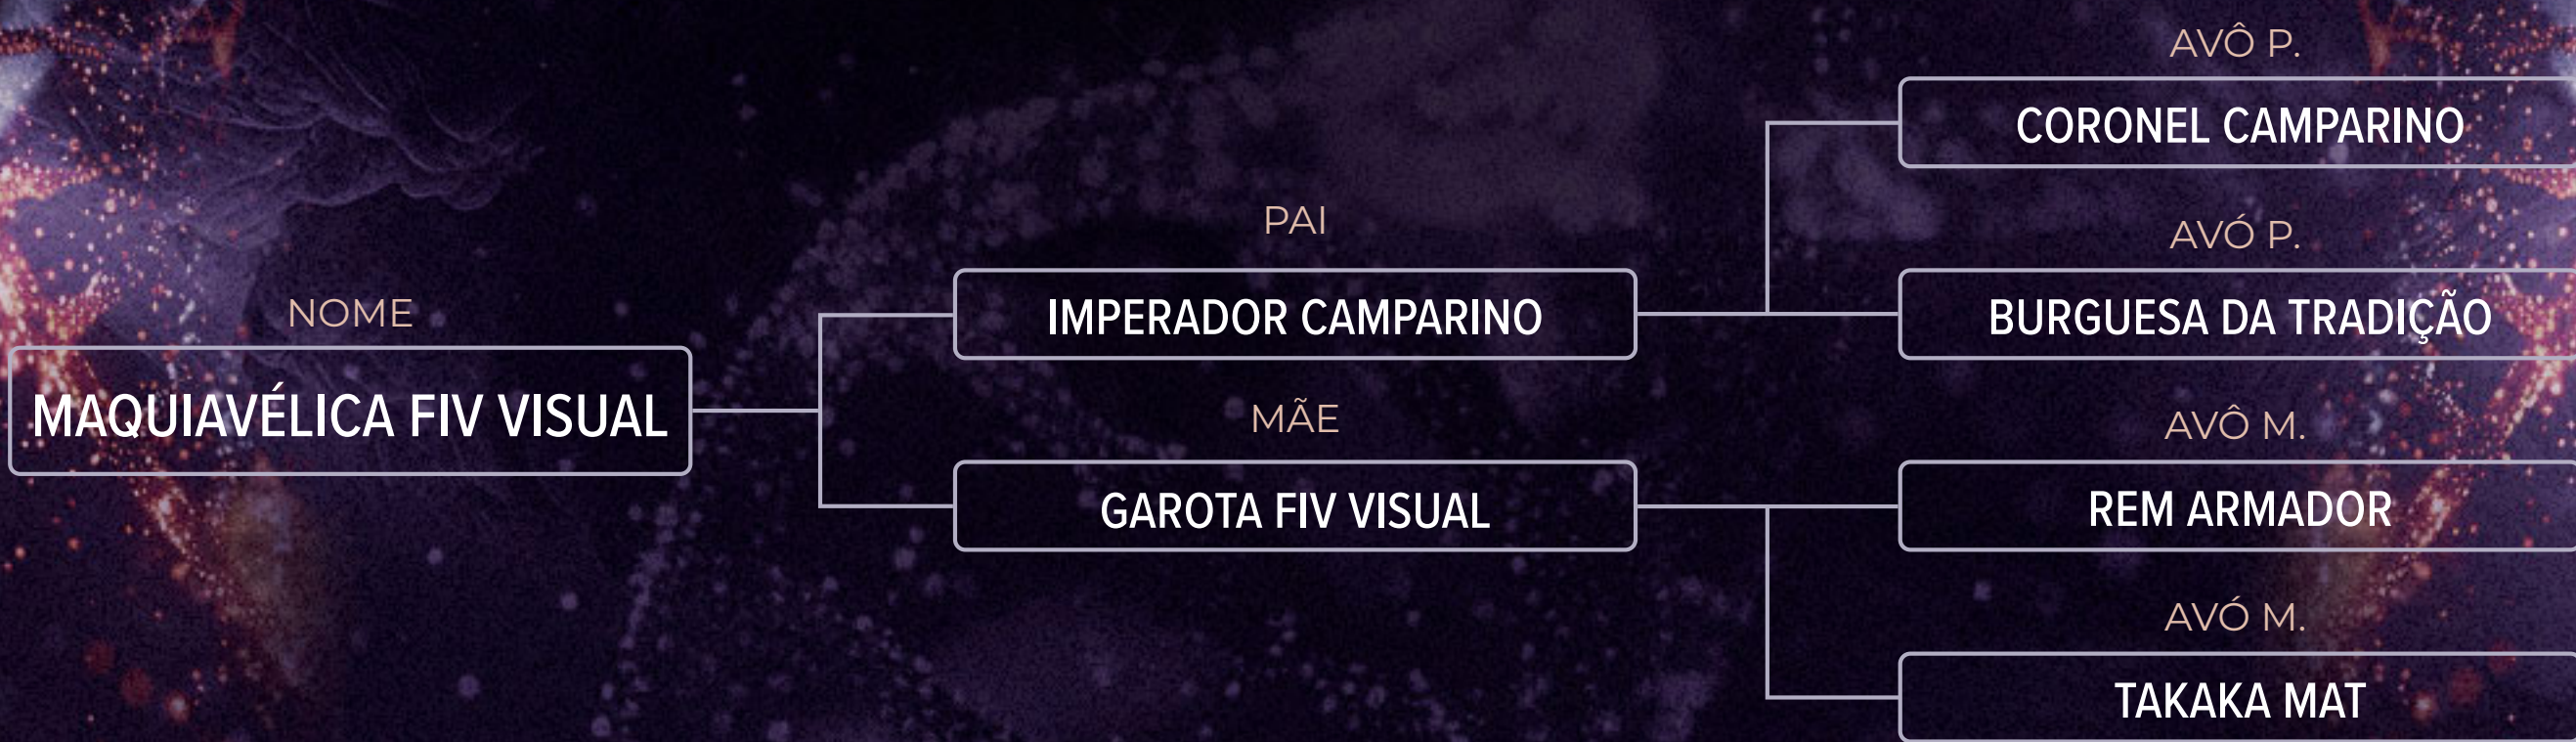 NOME
MAQUIAVÉLICA FIV VISUAL
PAI
IMPERADOR CAMPARINO
MÃE
GAROTA FIV VISUAL
AVÔ P.
CORONEL CAMPARINO
AVÓ P.
BURGUESA DA TRADIÇÃO
AVÔ M.
REM ARMADOR
AVÓ M.
TAKAKA MAT